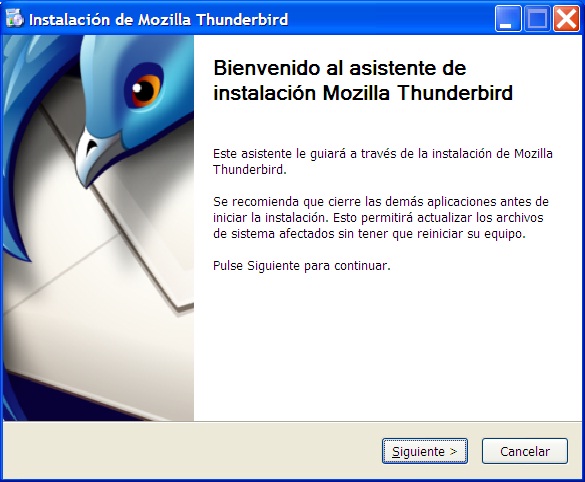 Instalación de Mozilla Thunderbird
Bienvenido al asistente de
instalación Mozilla Thunderbird
Este asistente le guiará a través de la instalación de Mozilla
Thunderbird.
Se recomienda que cierre las demás aplicaciones antes de
iniciar la instalación. Esto permitirá actualizar los archivos
de sistema afectados sin tener que reiniciar su equipo.
Pulse Siguiente para continuar.
Siguiente >
Cancelar